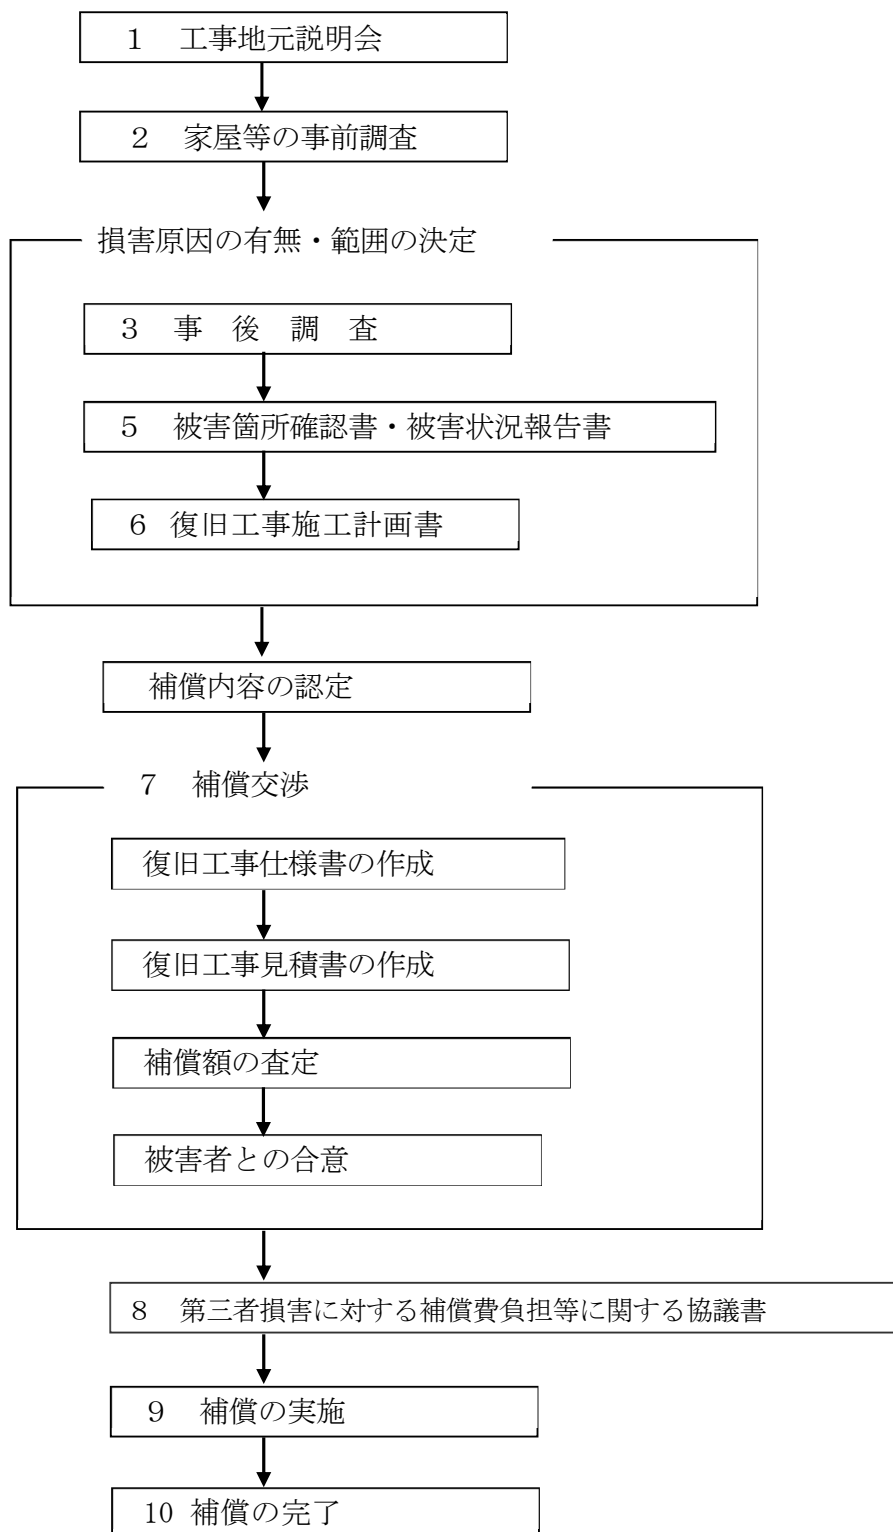 １　工事地元説明会
２　家屋等の事前調査
損害原因の有無・範囲の決定
３　事　後　調　査
５　被害箇所確認書・被害状況報告書
６　復旧工事施工計画書
補償内容の認定
７　補償交渉
復旧工事仕様書の作成
復旧工事見積書の作成
補償額の査定
被害者との合意
８　第三者損害に対する補償費負担等に関する協議書
９　補償の実施
10 補償の完了